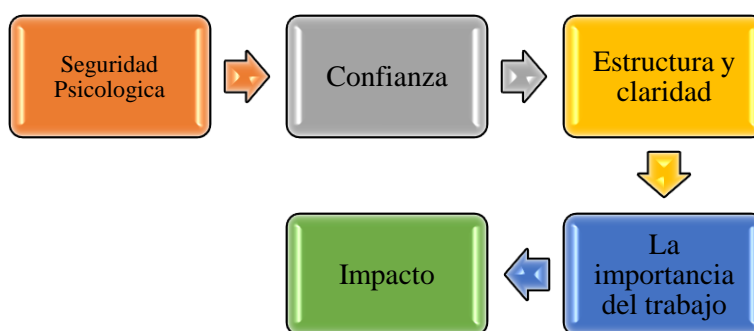 Seguridad
Psicologica
Confianza
Estructura y
claridad
La
importancia
del trabajo
Impacto